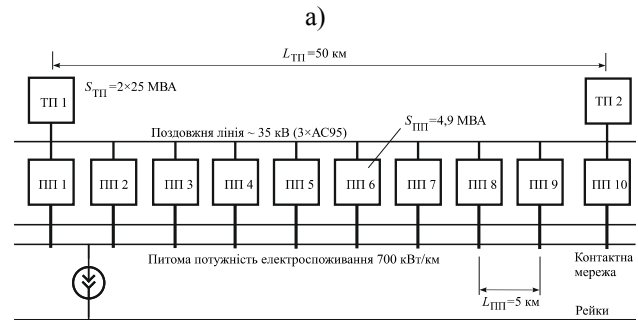 а)
L_ТП=50 км
ТП 1
S_ТП=2×25 МВА
ТП 2
S_ПП=4,9 МВА
Поздовжня лінія ~ 35 кВ (3×АС95)
ПП 1 ПП 2 ПП 3 ПП 4 ПП 5 ПП 6 ПП 7 ПП 8 ПП 9 ПП 10
Питома потужність електроспоживання 700 кВт/км
Контактна
мережа
L_ПП=5 км
Рейки